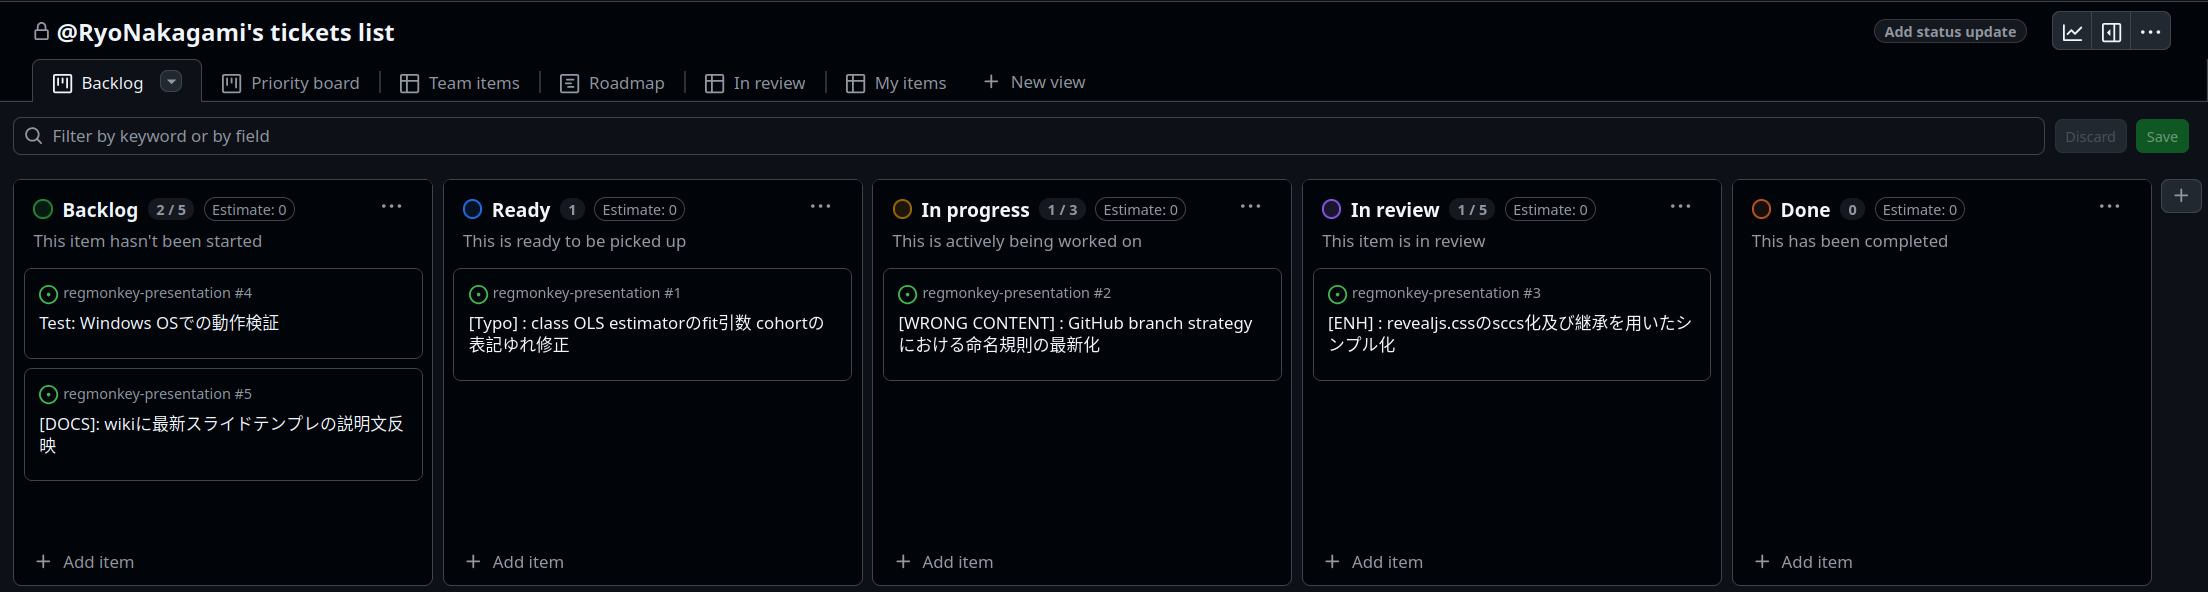 @RyoNakagami's tickets list
Add status update
Backlog
Priority board
Team items
Roadmap
In review
My items
New view
Filter by keyword or by field
Discard
Save
Backlog 2 / 5 Estimate: 0
This item hasn't been started
regmonkey-presentation #4
Test: Windows OSでの動作検証
regmonkey-presentation #5
[DOCS]: wikiに最新スライドテンプレの説明文反
映
Add item
Ready 1 Estimate: 0
This is ready to be picked up
regmonkey-presentation #1
[Typo] : class OLS estimatorのfit引数 cohortの
表記ゆれ修正
Add item
In progress 1 / 3 Estimate: 0
This is actively being worked on
regmonkey-presentation #2
[WRONG CONTENT] : GitHub branch strategy
における命名規則の最新化
Add item
In review 1 / 5 Estimate: 0
This item is in review
regmonkey-presentation #3
[ENH] : revealjs.cssのsccs化及び継承を用いたシ
ンプル化
Add item
Done 0 Estimate: 0
This has been completed
Add item